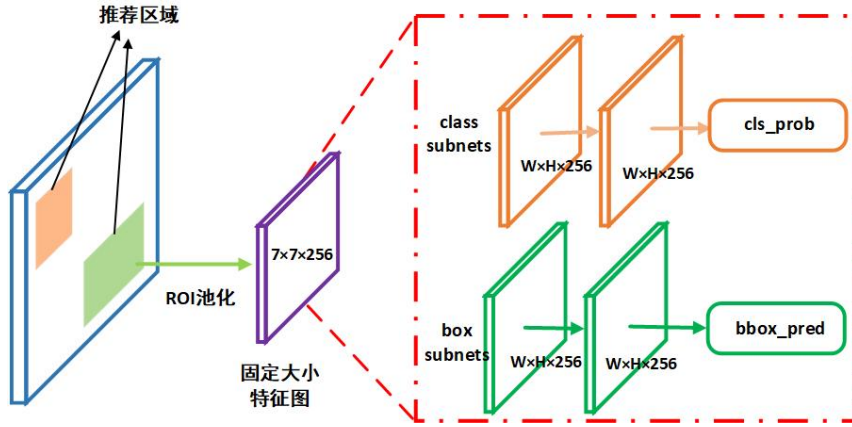 推荐区域
ROI池化
7×7×256
固定大小
特征图
class
subnets
W×H×256
W×H×256
cls_prob
box
subnets
W×H×256
W×H×256
bbox_pred